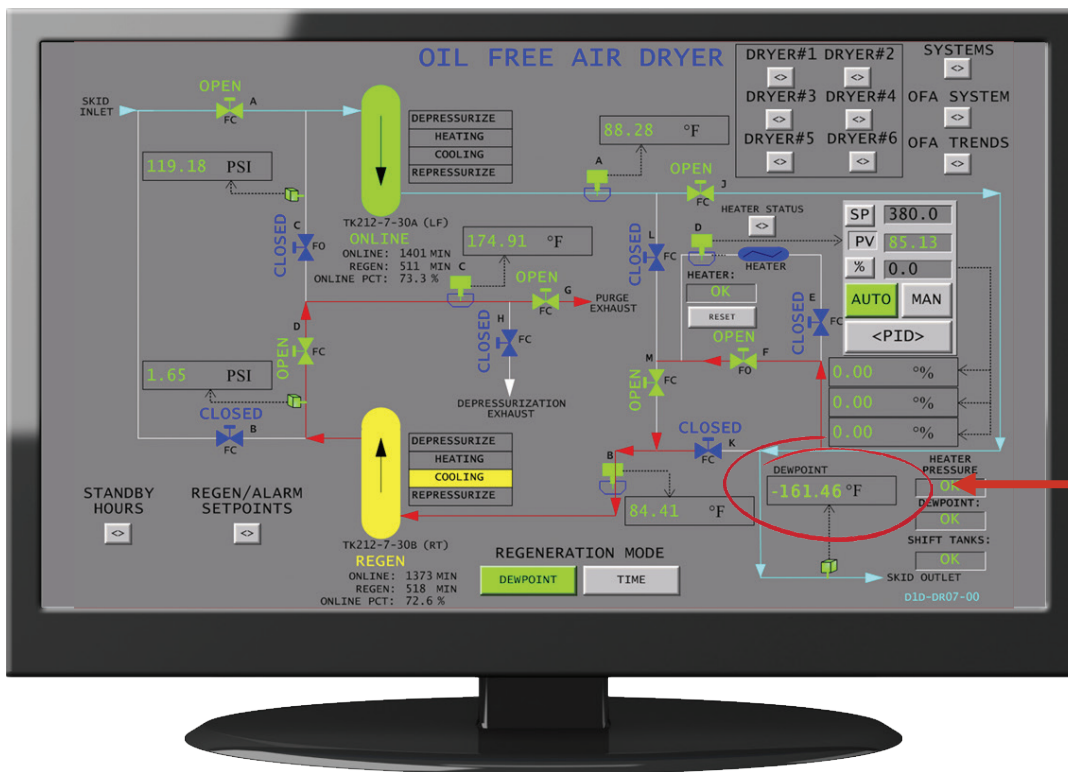 OIL FREE AIR DRYER
DRYER#1 DRYER#2
<> <>
DRYER#3 DRYER#4
<> <>
DRYER#5 DRYER#6
<> <>
SYSTEMS
<>
OFA SYSTEM
<>
OFA TRENDS
<>
SKID
INLET
OPEN
A
FC
119.18 PSI
CLOSED
C
FO
DEPRESSURIZE
HEATING
COOLING
REPRESSURIZE
TK212-7-30A (LF)
ONLINE
ONLINE: 1401 MIN
REGEN: 511 MIN
ONLINE PCT: 73.3 %
88.28 °F
A
OPEN
J
FC
HEATER STATUS
<>
SP 380.0
PV 85.13
% 0.0
AUTO MAN
<PID>
174.91 °F
C
OPEN
G
FC
PURGE
EXHAUST
CLOSED
L
FC
D
HEATER
HEATER:
OK
RESET
CLOSED
E
FC
CLOSED
H
FC
DEPRESSURIZATION
EXHAUST
OPEN
D
FC
OPEN
F
FO
M
OPEN
FC
0.00 °%
0.00 °%
0.00 °%
1.65 PSI
CLOSED
B
FC
DEPRESSURIZE
HEATING
COOLING
REPRESSURIZE
CLOSED
K
FC
B
84.41 °F
DEWPOINT
-161.46 °F
HEATER
PRESSURE
OK
DEWPOINT:
OK
SHIFT TANKS:
OK
SKID OUTLET
D1D-DR07-00
STANDBY
HOURS
<>
REGEN/ALARM
SETPOINTS
<>
TK212-7-30B (RT)
REGEN
ONLINE: 1373 MIN
REGEN: 518 MIN
ONLINE PCT: 72.6 %
REGENERATION MODE
DEWPOINT TIME